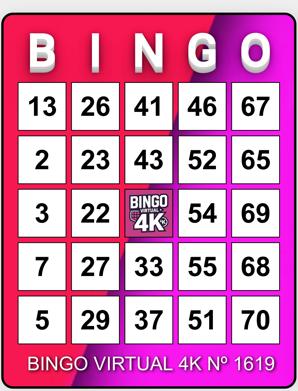 B I N G O
13 26 41 46 67
2 23 43 52 65
3 22 BINGO VIRTUAL 4K 54 69
7 27 33 55 68
5 29 37 51 70
BINGO VIRTUAL 4K Nº 1619